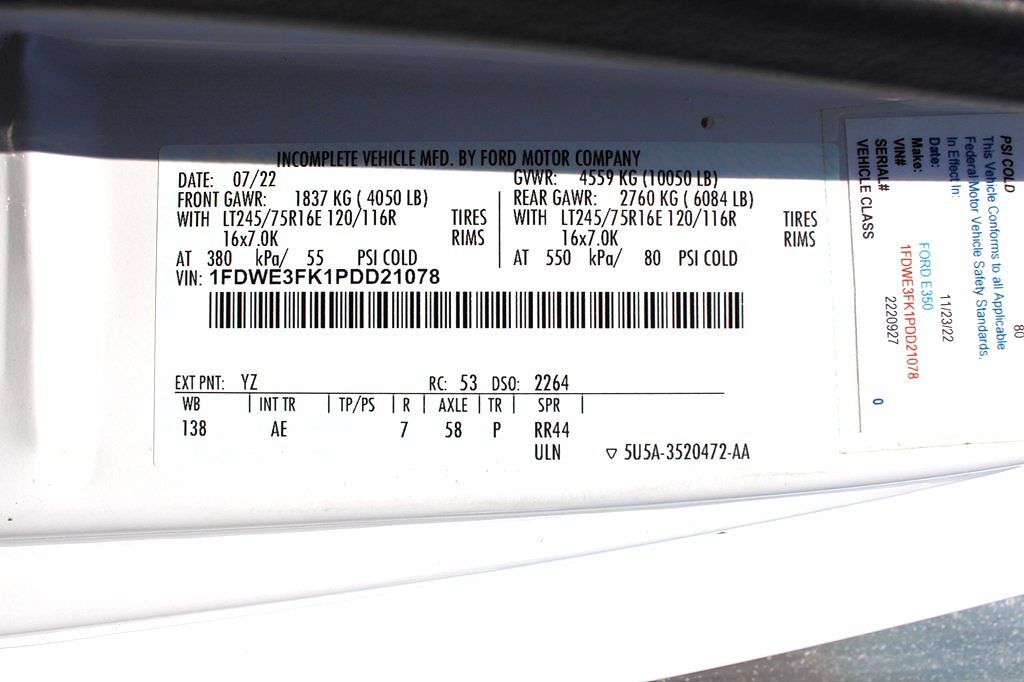 INCOMPLETE VEHICLE MFD. BY FORD MOTOR COMPANY
DATE: 07/22 GVWR: 4559 KG (10050 LB)
FRONT GAWR: 1837 KG ( 4050 LB) REAR GAWR: 2760 KG ( 6084 LB)
WITH LT245/75R16E 120/116R TIRES WITH LT245/75R16E 120/116R TIRES
16x7.0K RIMS 16x7.0K RIMS
AT 380 kPa/ 55 PSI COLD AT 550 kPa/ 80 PSI COLD
VIN: 1FDWE3FK1PDD21078
EXT PNT: YZ RC: 53 DSO: 2264
WB INT TR TP/PS R AXLE TR SPR
138 AE 7 58 P RR44
ULN ▽ 5U5A-3520472-AA
80
PSI COLD
This Vehicle Conforms to all Applicable
Federal Motor Vehicle Safety Standards,
In Effect In:
Date: 11/23/22
Make: FORD E350
VIN# 1FDWE3FK1PDD21078
SERIAL# 2220927
VEHICLE CLASS 0